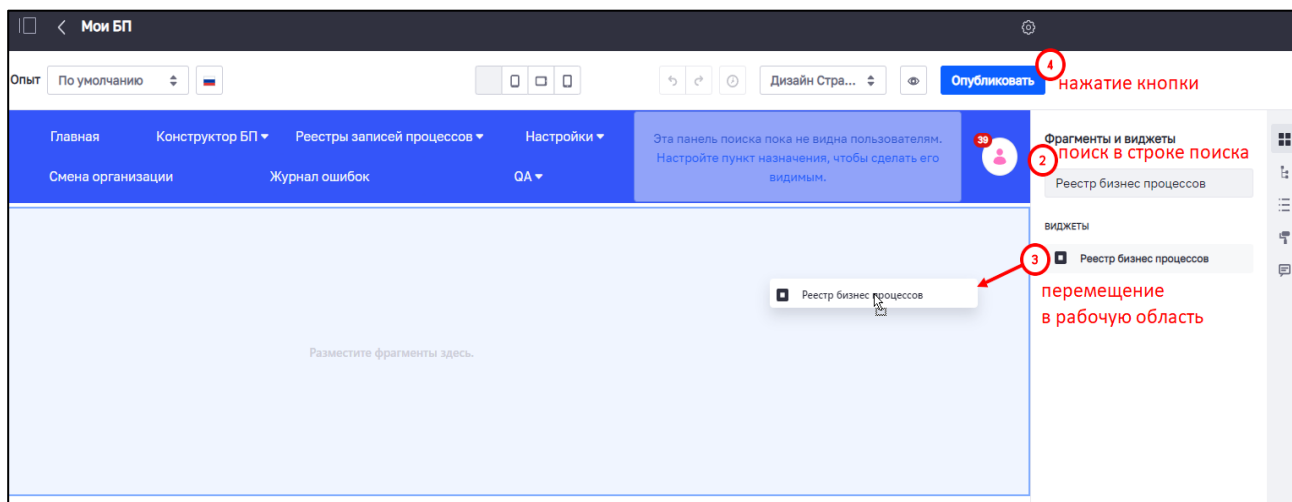 Мои БП
Опыт По умолчанию Дизайн Стра... Опубликовать 4
нажатие кнопки
Главная Конструктор БП Реестры записей процессов Настройки
Смена организации Журнал ошибок QA
Эта панель поиска пока не видна пользователям.
Настройте пункт назначения, чтобы сделать его
видимым.
39
Фрагменты и виджеты
2 поиск в строке поиска
Реестр бизнес процессов
ВИДЖЕТЫ
3 Реестр бизнес процессов
Реестр бизнес процессов
перемещение
в рабочую область
Разместите фрагменты здесь.